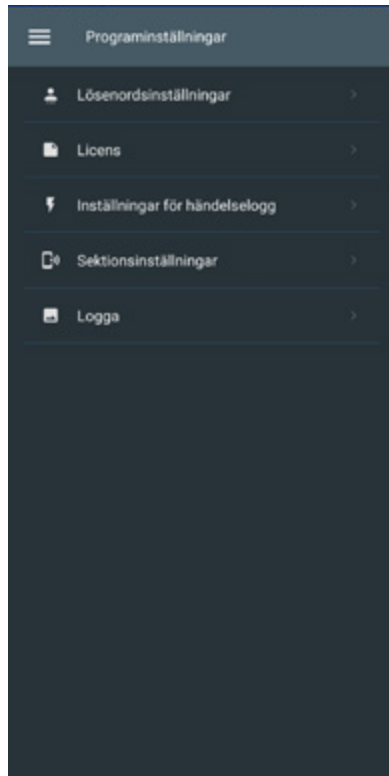 Programinställningar
Lösenordsinställningar
Licens
Inställningar för händelselogg
Sektionsinställningar
Logga